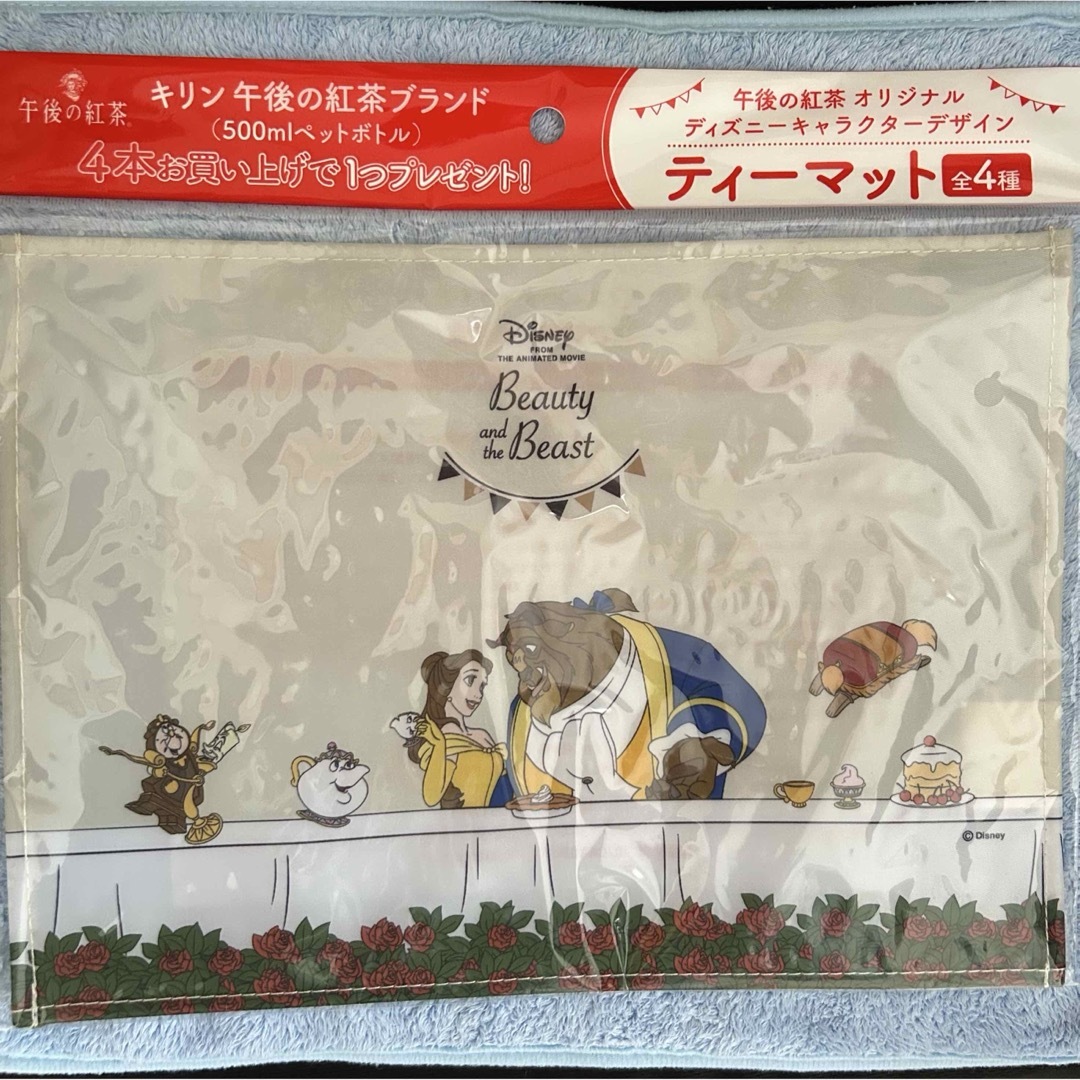 午後の紅茶®
キリン 午後の紅茶ブランド
(500mlペットボトル)
4本お買い上げで1つプレゼント!
午後の紅茶 オリジナル
ディズニーキャラクターデザイン
ティーマット 全4種
Disney
FROM
THE ANIMATED MOVIE
Beauty
and the Beast
© Disney